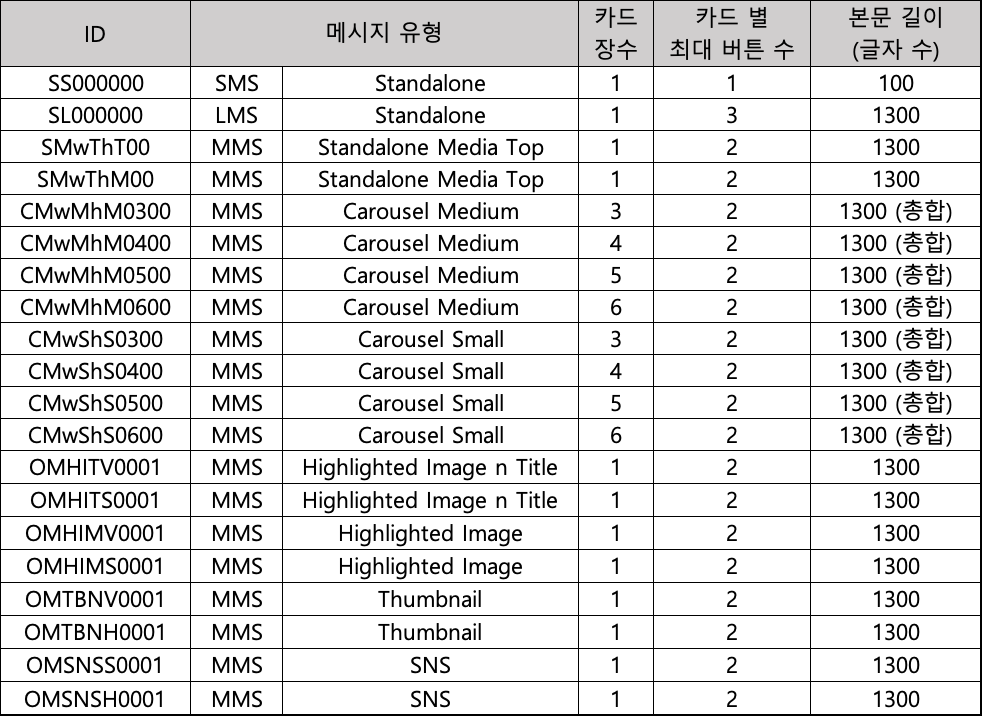 ID 메시지 유형 카드 장수 카드 별 최대 버튼 수 본문 길이 (글자 수)
SS000000 SMS Standalone 1 1 100
SL000000 LMS Standalone 1 3 1300
SMwThT00 MMS Standalone Media Top 1 2 1300
SMwThM00 MMS Standalone Media Top 1 2 1300
CMwMhM0300 MMS Carousel Medium 3 2 1300 (총합)
CMwMhM0400 MMS Carousel Medium 4 2 1300 (총합)
CMwMhM0500 MMS Carousel Medium 5 2 1300 (총합)
CMwMhM0600 MMS Carousel Medium 6 2 1300 (총합)
CMwShS0300 MMS Carousel Small 3 2 1300 (총합)
CMwShS0400 MMS Carousel Small 4 2 1300 (총합)
CMwShS0500 MMS Carousel Small 5 2 1300 (총합)
CMwShS0600 MMS Carousel Small 6 2 1300 (총합)
OMHITV0001 MMS Highlighted Image n Title 1 2 1300
OMHITS0001 MMS Highlighted Image n Title 1 2 1300
OMHIMV0001 MMS Highlighted Image 1 2 1300
OMHIMS0001 MMS Highlighted Image 1 2 1300
OMTBNV0001 MMS Thumbnail 1 2 1300
OMTBNH0001 MMS Thumbnail 1 2 1300
OMSNSS0001 MMS SNS 1 2 1300
OMSNSH0001 MMS SNS 1 2 1300